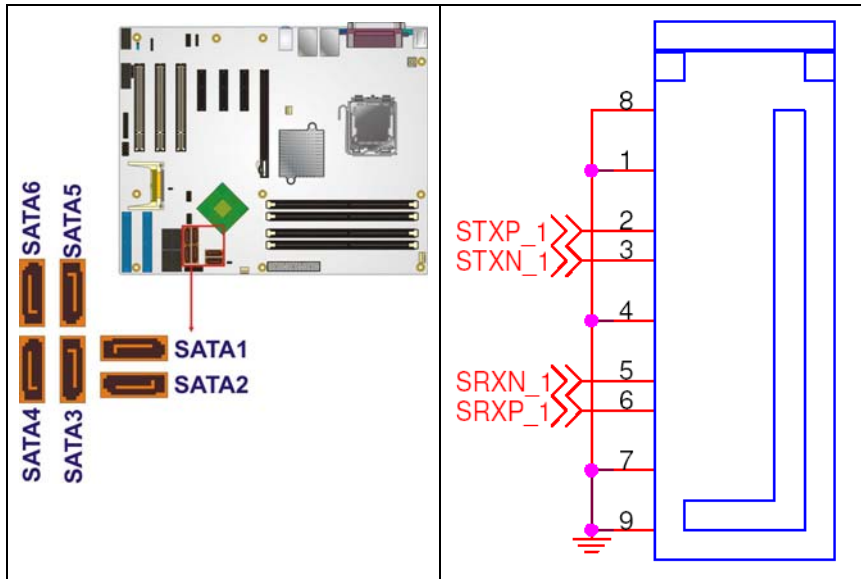 SATA6
SATA5
SATA1
SATA2
SATA4
SATA3
8
1
STXP_1 2
STXN_1 3
4
SRXN_1 5
SRXP_1 6
7
9